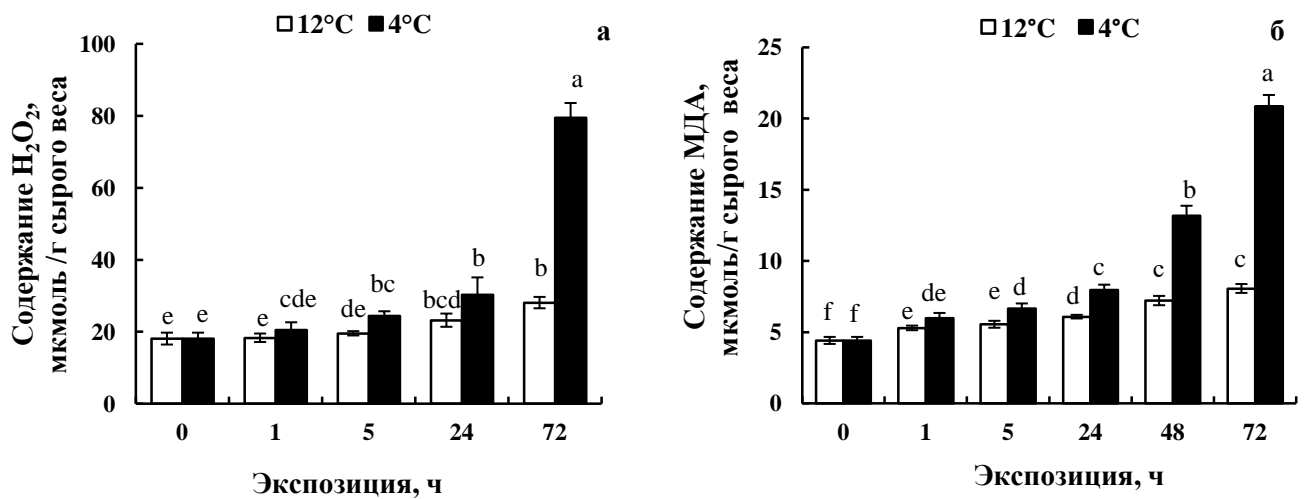 12°C 4°C а
Содержание H₂O₂,
мкмоль /г сырого веса
100
80
60
40
20
0
e e e cde de bc bcd b b a
0 1 5 24 72
Экспозиция, ч
12°C 4°C б
Содержание МДА,
мкмоль/г сырого веса
25
20
15
10
5
0
f f e de e d d c c b c a
0 1 5 24 48 72
Экспозиция, ч